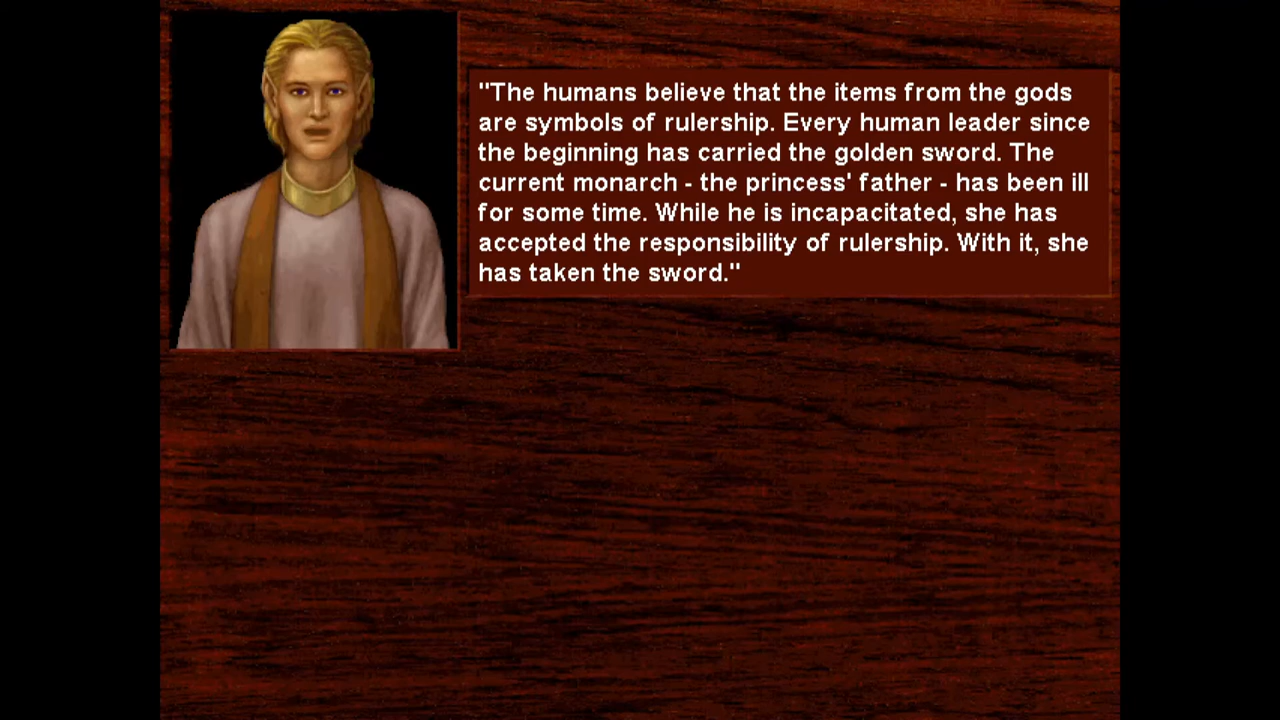 "The humans believe that the items from the gods
are symbols of rulership. Every human leader since
the beginning has carried the golden sword. The
current monarch - the princess' father - has been ill
for some time. While he is incapacitated, she has
accepted the responsibility of rulership. With it, she
has taken the sword."